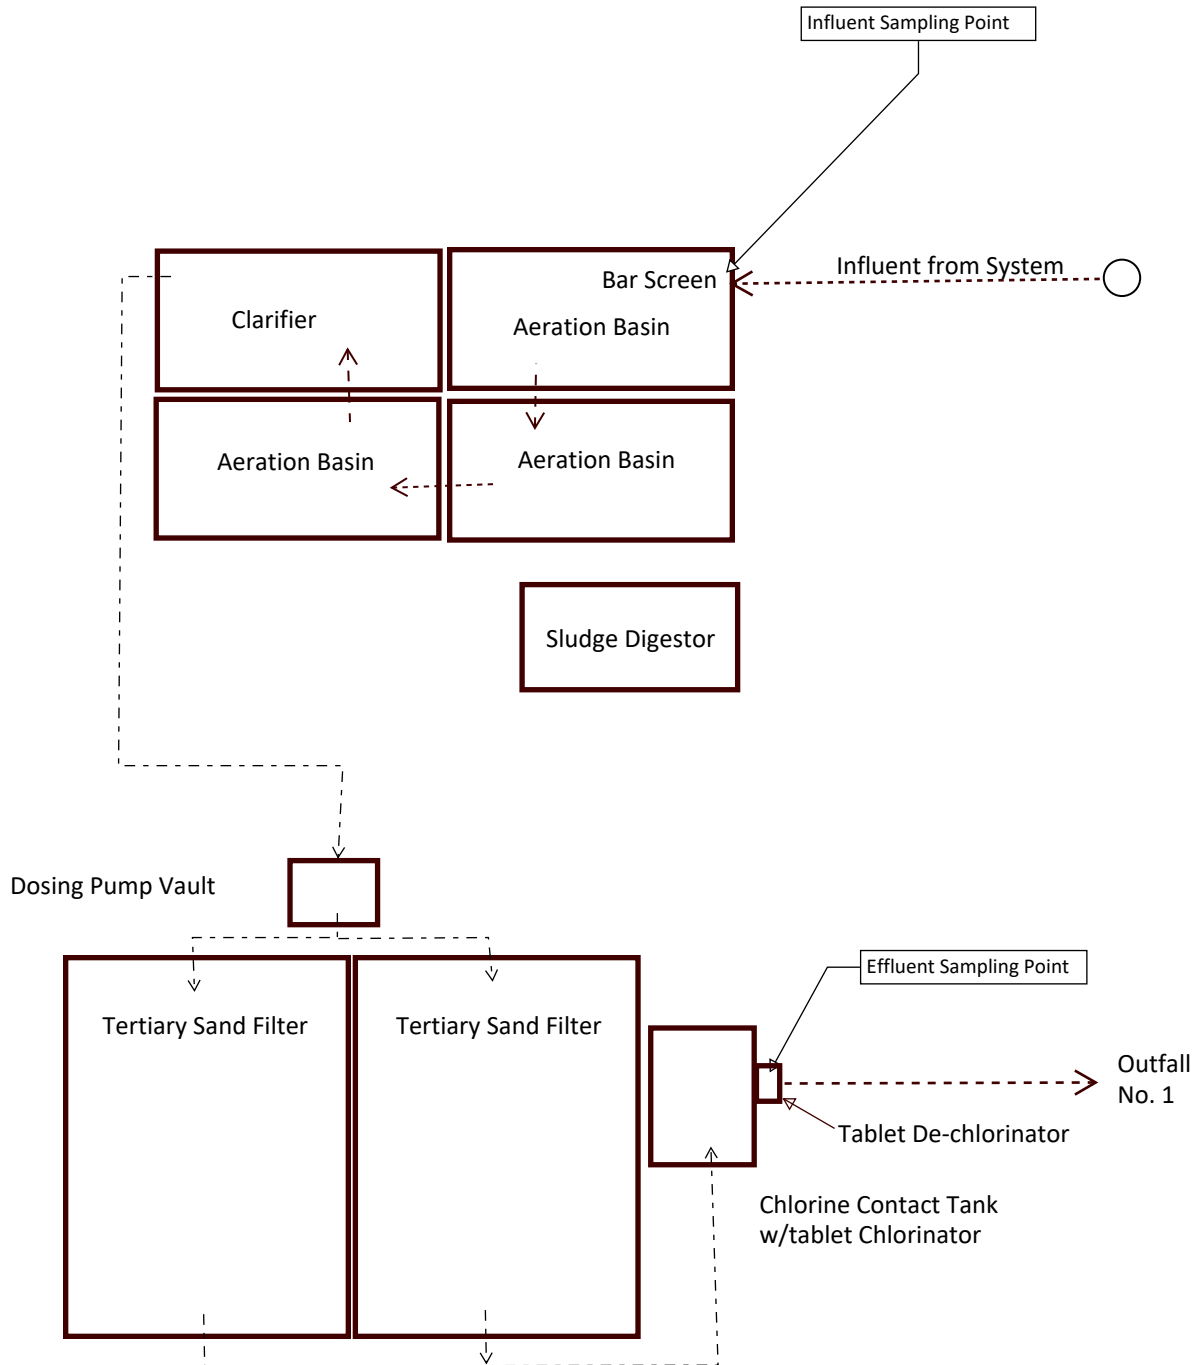 Influent Sampling Point
Bar Screen
Influent from System
Clarifier
Aeration Basin
Aeration Basin
Aeration Basin
Sludge Digestor
Dosing Pump Vault
Effluent Sampling Point
Tertiary Sand Filter
Tertiary Sand Filter
Outfall
No. 1
Tablet De-chlorinator
Chlorine Contact Tank
w/tablet Chlorinator